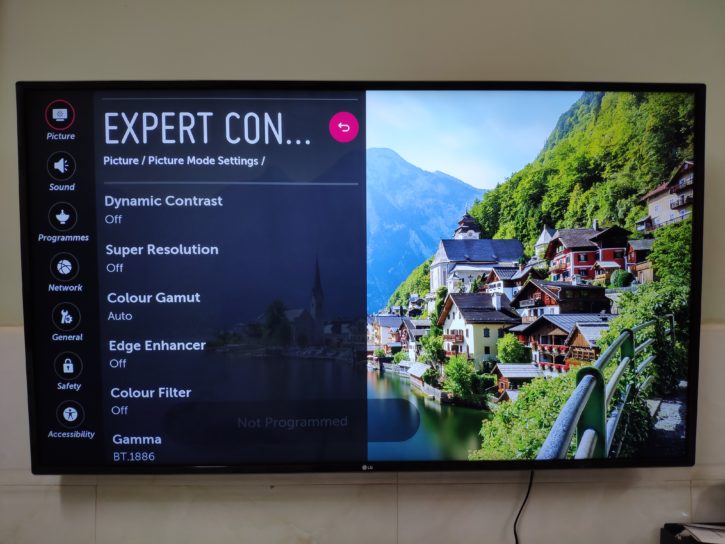 Picture
Sound
Programmes
Network
General
Safety
Accessibility
EXPERT CON...
Picture / Picture Mode Settings /
Dynamic Contrast
Off
Super Resolution
Off
Colour Gamut
Auto
Edge Enhancer
Off
Colour Filter
Off
Gamma
BT.1886
Not Programmed
LG